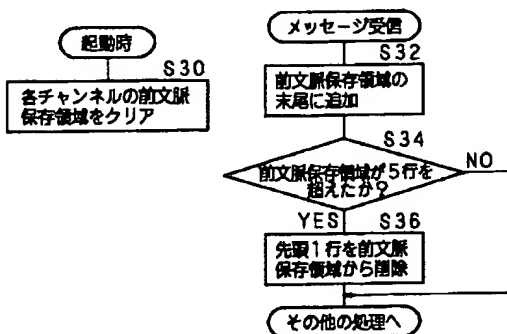 起動時
S30
各チャンネルの前文脈
保存領域をクリア
メッセージ受信
S32
前文脈保存領域の
末尾に追加
S34
前文脈保存領域が5行を
超えたか?
NO
YES
S36
先頭1行を前文脈
保存領域から削除
その他の処理へ